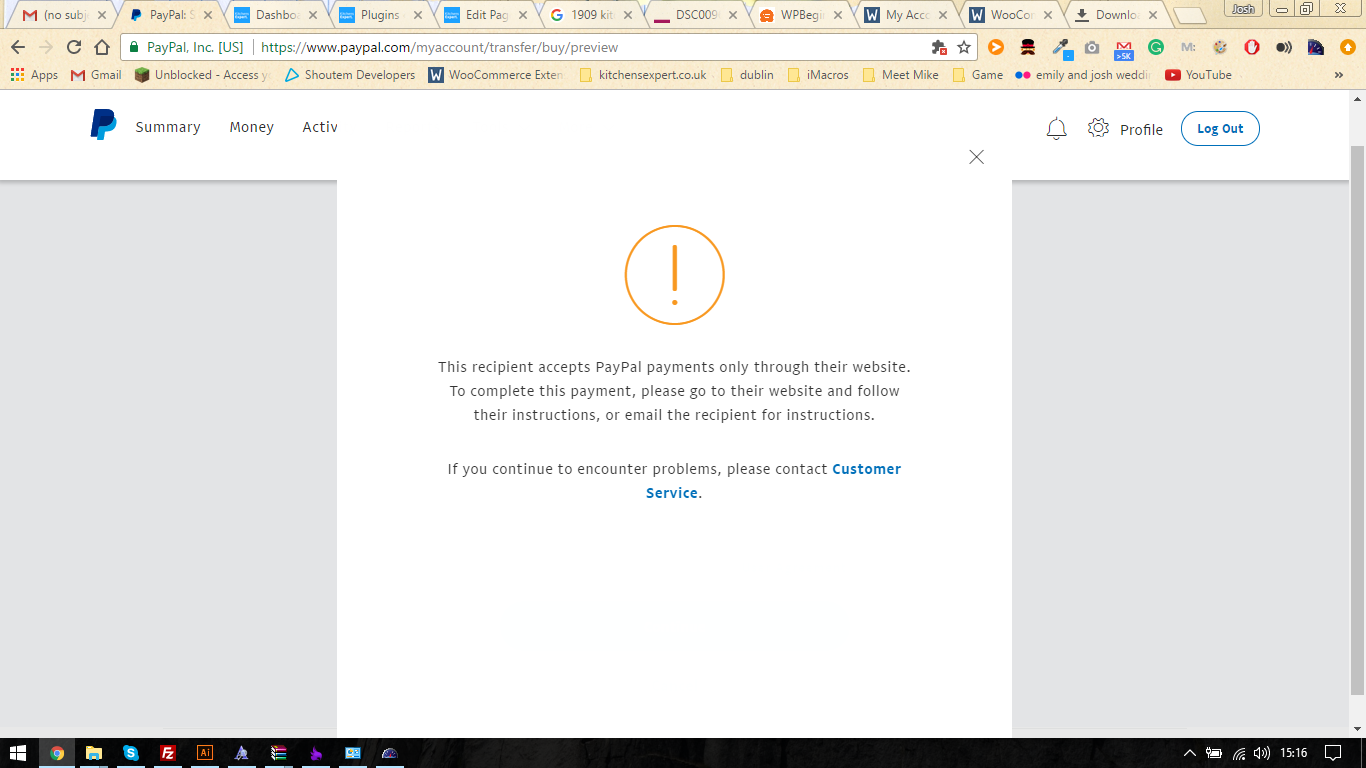 (no subj
PayPal: S
Dashbo
Plugins
Edit Pag
1909 kit
DSC009
WPBegi
My Acco
WooCor
Downlo
Josh
PayPal, Inc. [US]
https://www.paypal.com/myaccount/transfer/buy/preview
>5K
M:
Apps
Gmail
Unblocked - Access y
Shoutem Developers
WooCommerce Exten
kitchensexpert.co.uk
dublin
iMacros
Meet Mike
Game
emily and josh weddi
YouTube
»
Summary
Money
Activ
Profile
Log Out
This recipient accepts PayPal payments only through their website.
To complete this payment, please go to their website and follow
their instructions, or email the recipient for instructions.
If you continue to encounter problems, please contact Customer
Service.
15:16